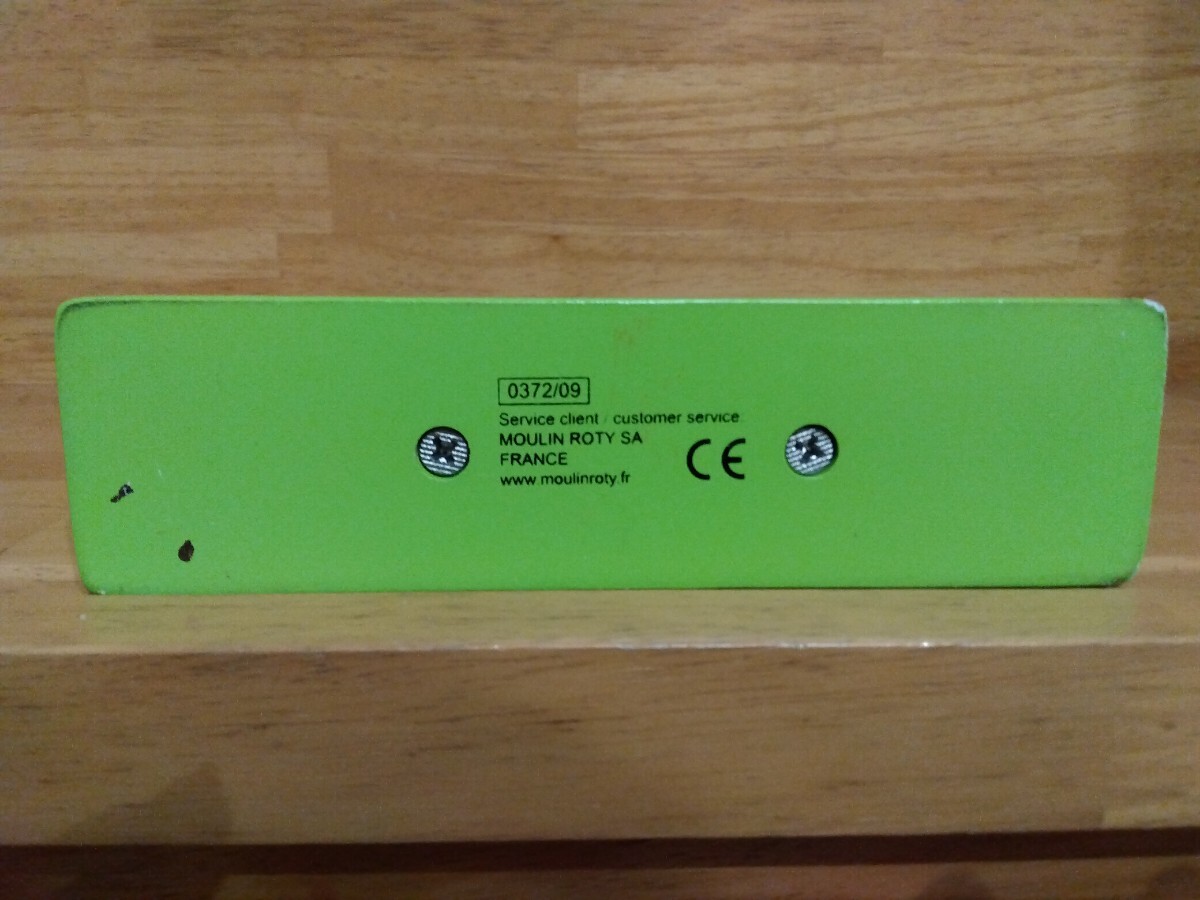 0372/09
Service client / customer service:
MOULIN ROTY SA
FRANCE
www.moulinroty.fr
CE